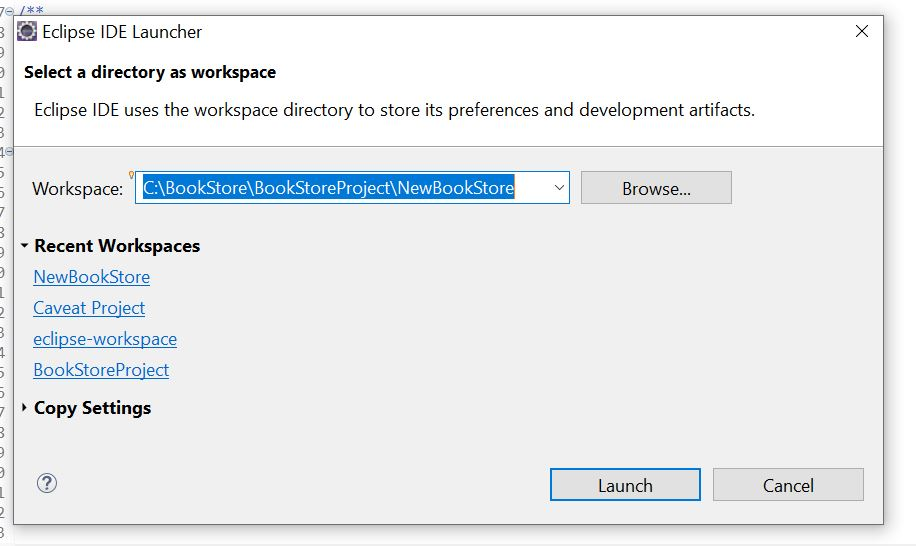 /**
Eclipse IDE Launcher
Select a directory as workspace
Eclipse IDE uses the workspace directory to store its preferences and development artifacts.
Workspace: C:\BookStore\BookStoreProject\NewBookStore Browse...
Recent Workspaces
NewBookStore
Caveat Project
eclipse-workspace
BookStoreProject
Copy Settings
? Launch Cancel